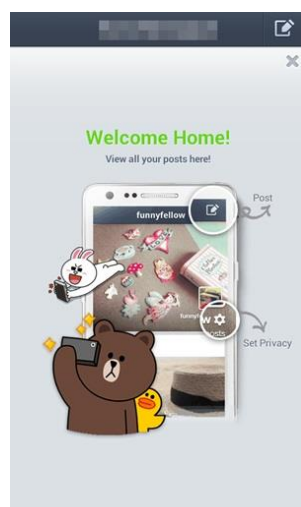 Welcome Home!
View all your posts here!
Post
funnyfellow
Set Privacy